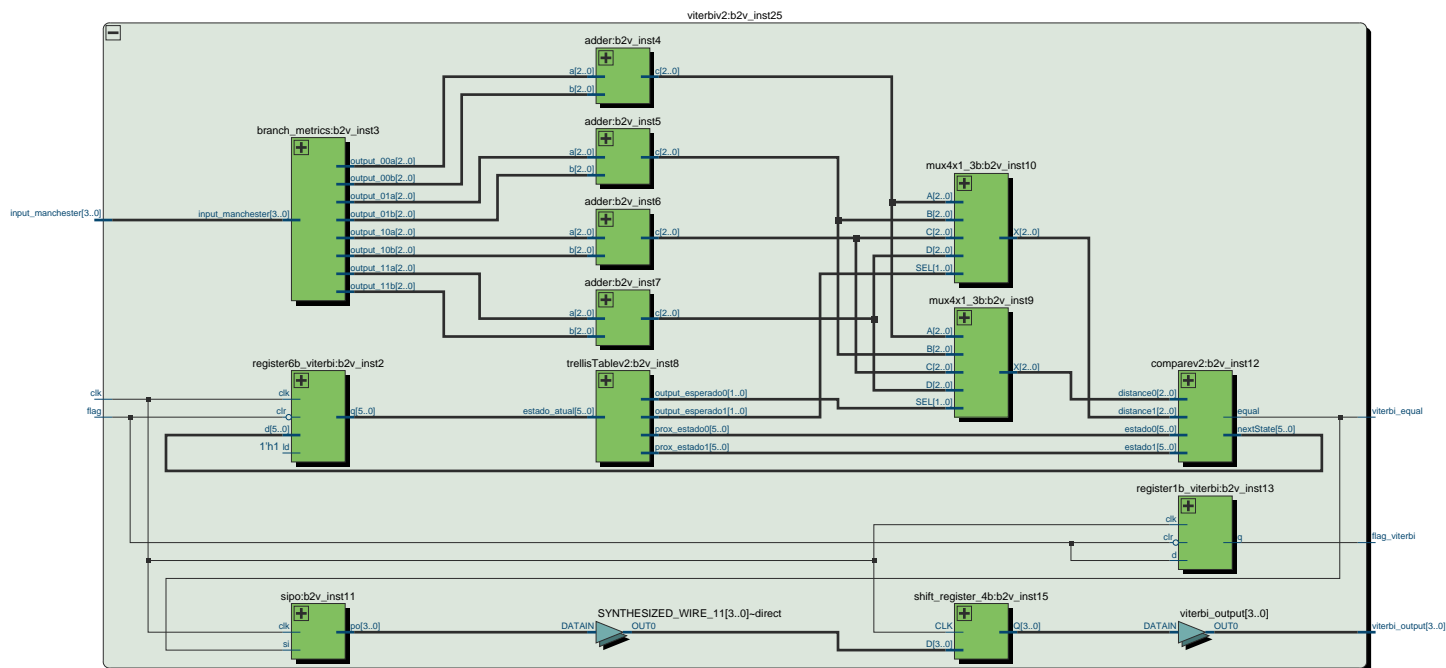 viterbiv2:b2v_inst25
adder:b2v_inst4
a[2..0]
b[2..0]
c[2..0]
branch_metrics:b2v_inst3
input_manchester[3..0]
input_manchester[3..0]
output_00a[2..0]
output_00b[2..0]
output_01a[2..0]
output_01b[2..0]
output_10a[2..0]
output_10b[2..0]
output_11a[2..0]
output_11b[2..0]
adder:b2v_inst5
a[2..0]
b[2..0]
c[2..0]
adder:b2v_inst6
a[2..0]
b[2..0]
c[2..0]
adder:b2v_inst7
a[2..0]
b[2..0]
c[2..0]
mux4x1_3b:b2v_inst10
A[2..0]
B[2..0]
C[2..0]
D[2..0]
SEL[1..0]
X[2..0]
mux4x1_3b:b2v_inst9
A[2..0]
B[2..0]
C[2..0]
D[2..0]
SEL[1..0]
X[2..0]
register6b_viterbi:b2v_inst2
clk
flag
clk
clr
d[5..0]
1'h1 ld
q[5..0]
trellisTablev2:b2v_inst8
estado_atual[5..0]
output_esperado0[1..0]
output_esperado1[1..0]
prox_estado0[5..0]
prox_estado1[5..0]
comparev2:b2v_inst12
distance0[2..0]
distance1[2..0]
estado0[5..0]
estado1[5..0]
equal
nextState[5..0]
viterbi_equal
register1b_viterbi:b2v_inst13
clk
clr
d
q
flag_viterbi
sipo:b2v_inst11
clk
si
po[3..0]
SYNTHESIZED_WIRE_11[3..0]~direct
DATAIN
OUT0
shift_register_4b:b2v_inst15
CLK
D[3..0]
Q[3..0]
viterbi_output[3..0]
DATAIN
OUT0
viterbi_output[3..0]